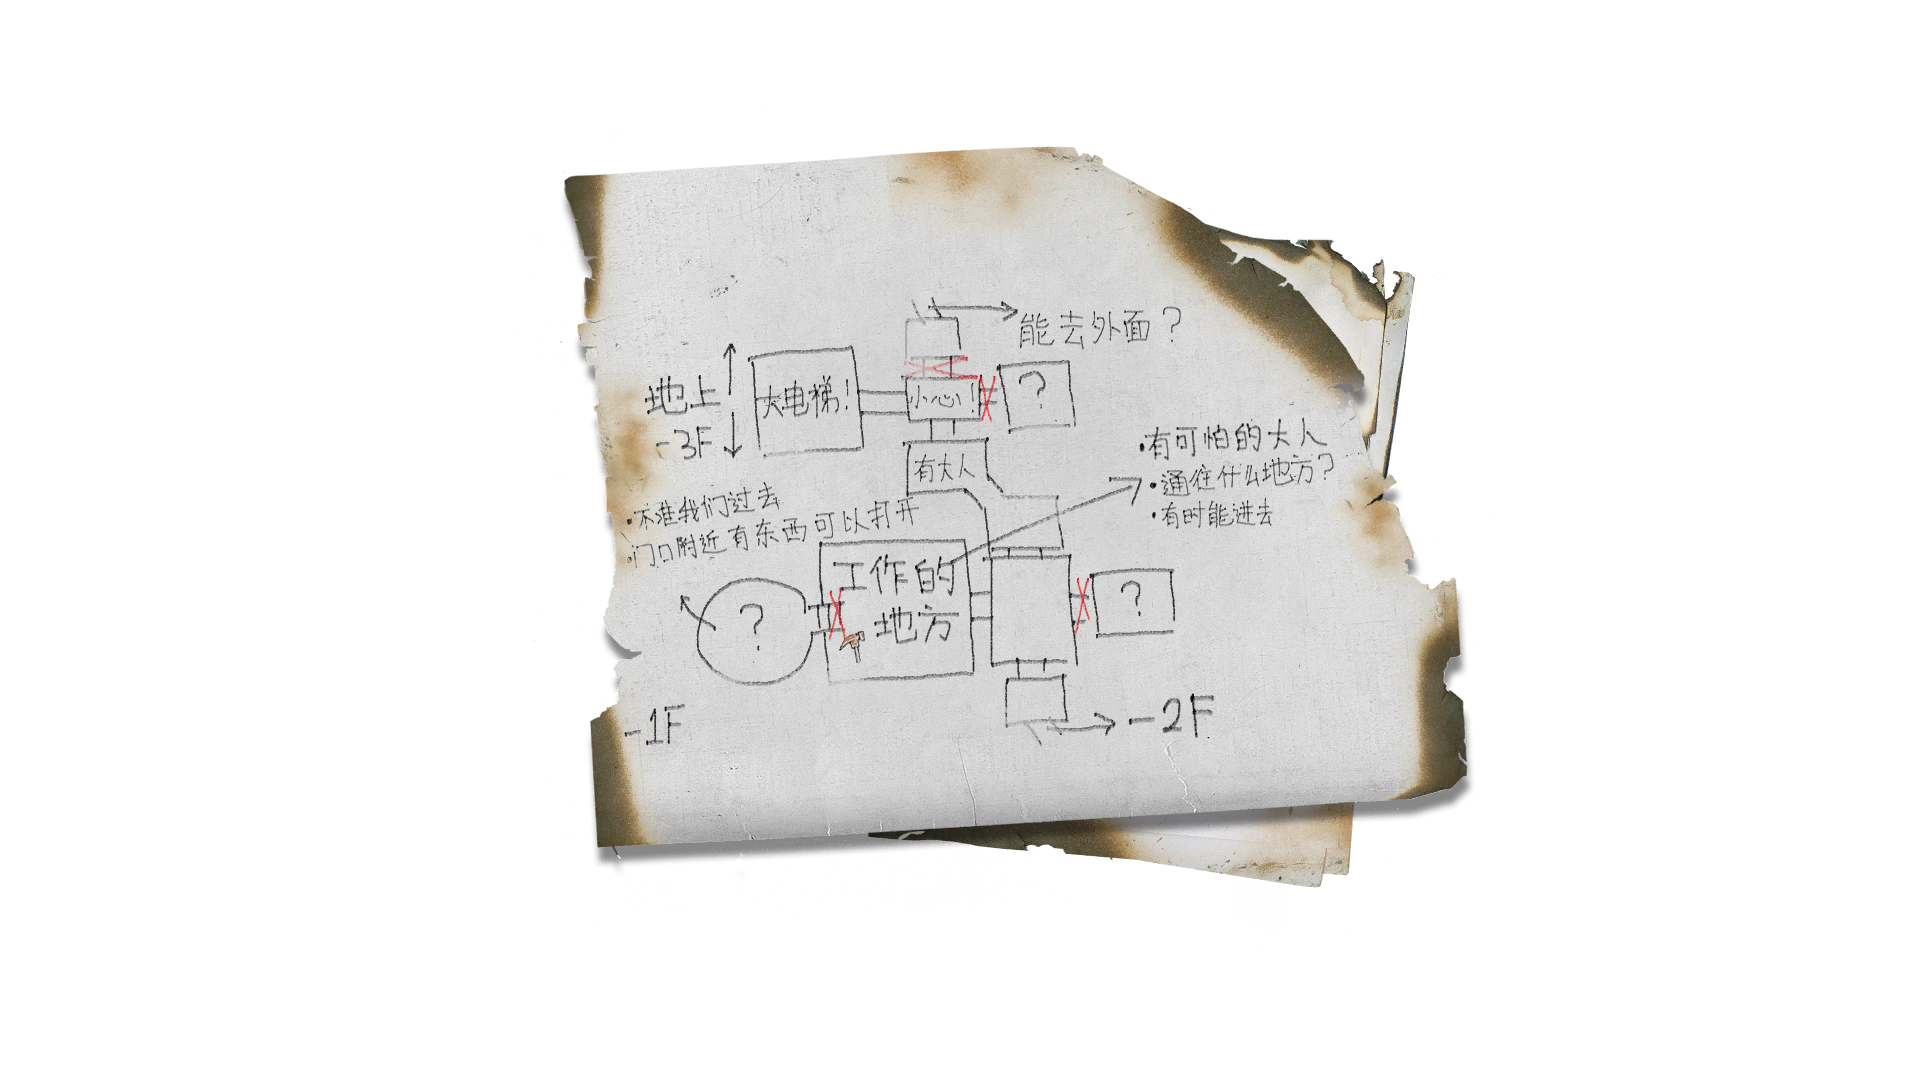 能去外面?
地上
-3F
大电梯!
小心!
?
有大人
·有可怕的大人
·通往什么地方?
·有时能进去
·不准我们过去
·门口附近有东西可以打开
工作的
地方
?
?
-1F
-2F